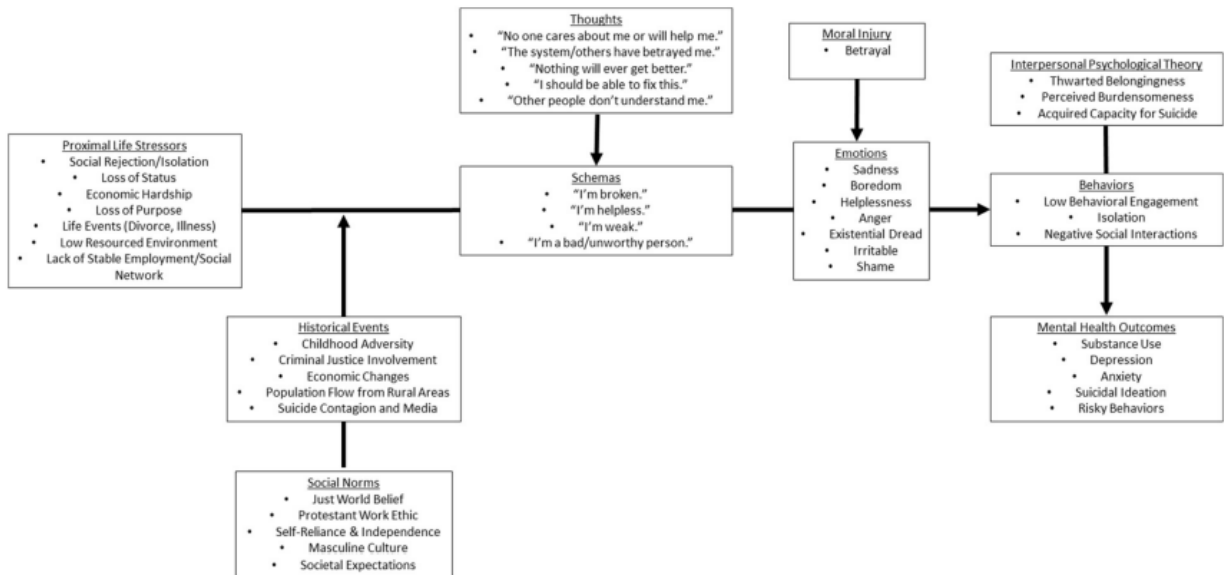 Thoughts
• "No one cares about me or will help me."
• "The system/others have betrayed me."
• "Nothing will ever get better."
• "I should be able to fix this."
• "Other people don't understand me."
Moral Injury
• Betrayal
Interpersonal Psychological Theory
• Thwarted Belongingness
• Perceived Burdensomeness
• Acquired Capacity for Suicide
Proximal Life Stressors
• Social Rejection/Isolation
• Loss of Status
• Economic Hardship
• Loss of Purpose
• Life Events (Divorce, Illness)
• Low Resourced Environment
• Lack of Stable Employment/Social
Network
Schemas
• "I'm broken."
• "I'm helpless."
• "I'm weak."
• "I'm a bad/unworthy person."
Emotions
• Sadness
• Boredom
• Helplessness
• Anger
• Existential Dread
• Irritable
• Shame
Behaviors
• Low Behavioral Engagement
• Isolation
• Negative Social Interactions
Historical Events
• Childhood Adversity
• Criminal Justice Involvement
• Economic Changes
• Population Flow from Rural Areas
• Suicide Contagion and Media
Mental Health Outcomes
• Substance Use
• Depression
• Anxiety
• Suicidal Ideation
• Risky Behaviors
Social Norms
• Just World Belief
• Protestant Work Ethic
• Self-Reliance & Independence
• Masculine Culture
• Societal Expectations